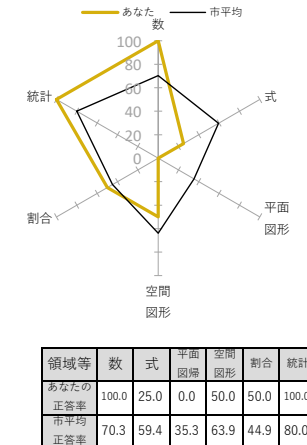 あなた 市平均
数
100
80
60
40
20
0
式
平面
図形
空間
図形
割合
統計
領域等 数 式 平面図帰 空間図形 割合 統計
あなたの正答率 100.0 25.0 0.0 50.0 50.0 100.0
市平均正答率 70.3 59.4 35.3 63.9 44.9 80.0